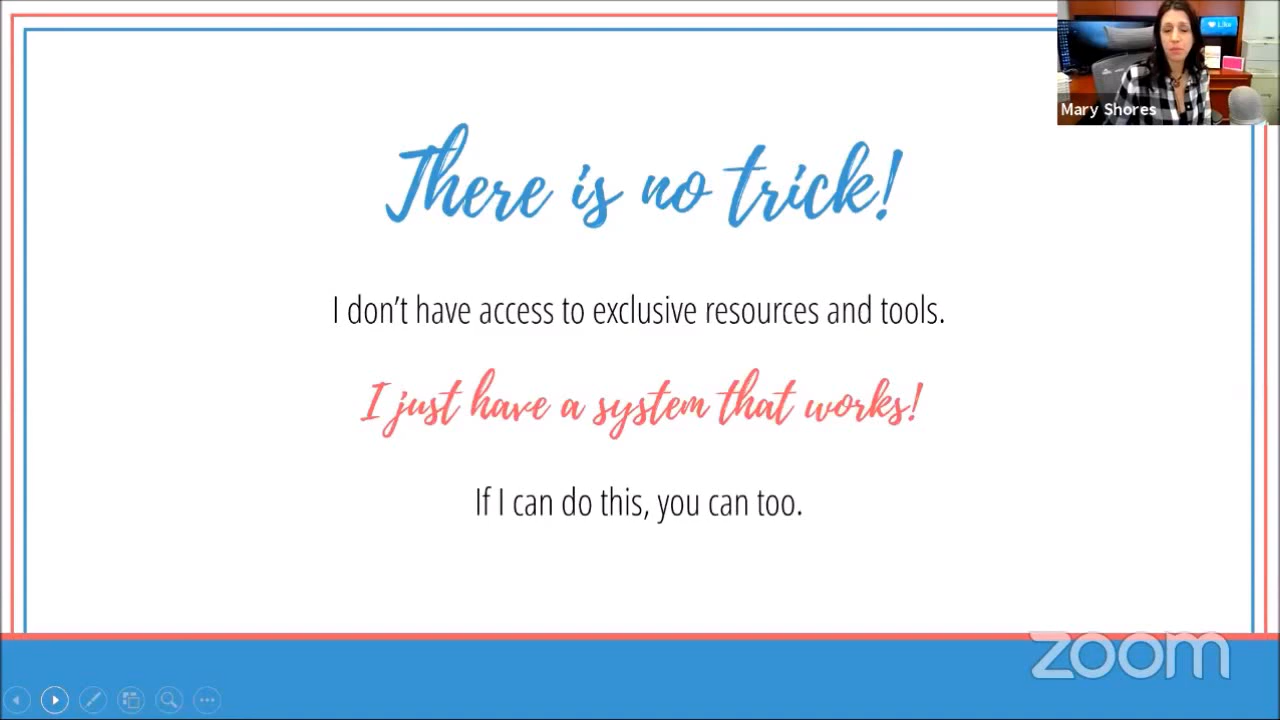 Like
Mary Shores
There is no trick!
I don't have access to exclusive resources and tools.
I just have a system that works!
If I can do this, you can too.
zoom